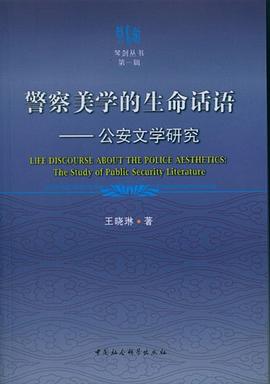 琴剑丛书
第一辑
警察美学的生命话语
——公安文学研究
LIFE DISCOURSE ABOUT THE POLICE AESTHETICS:
The Study of Public Security Literature
王晓琳·著
中国社会科学出版社